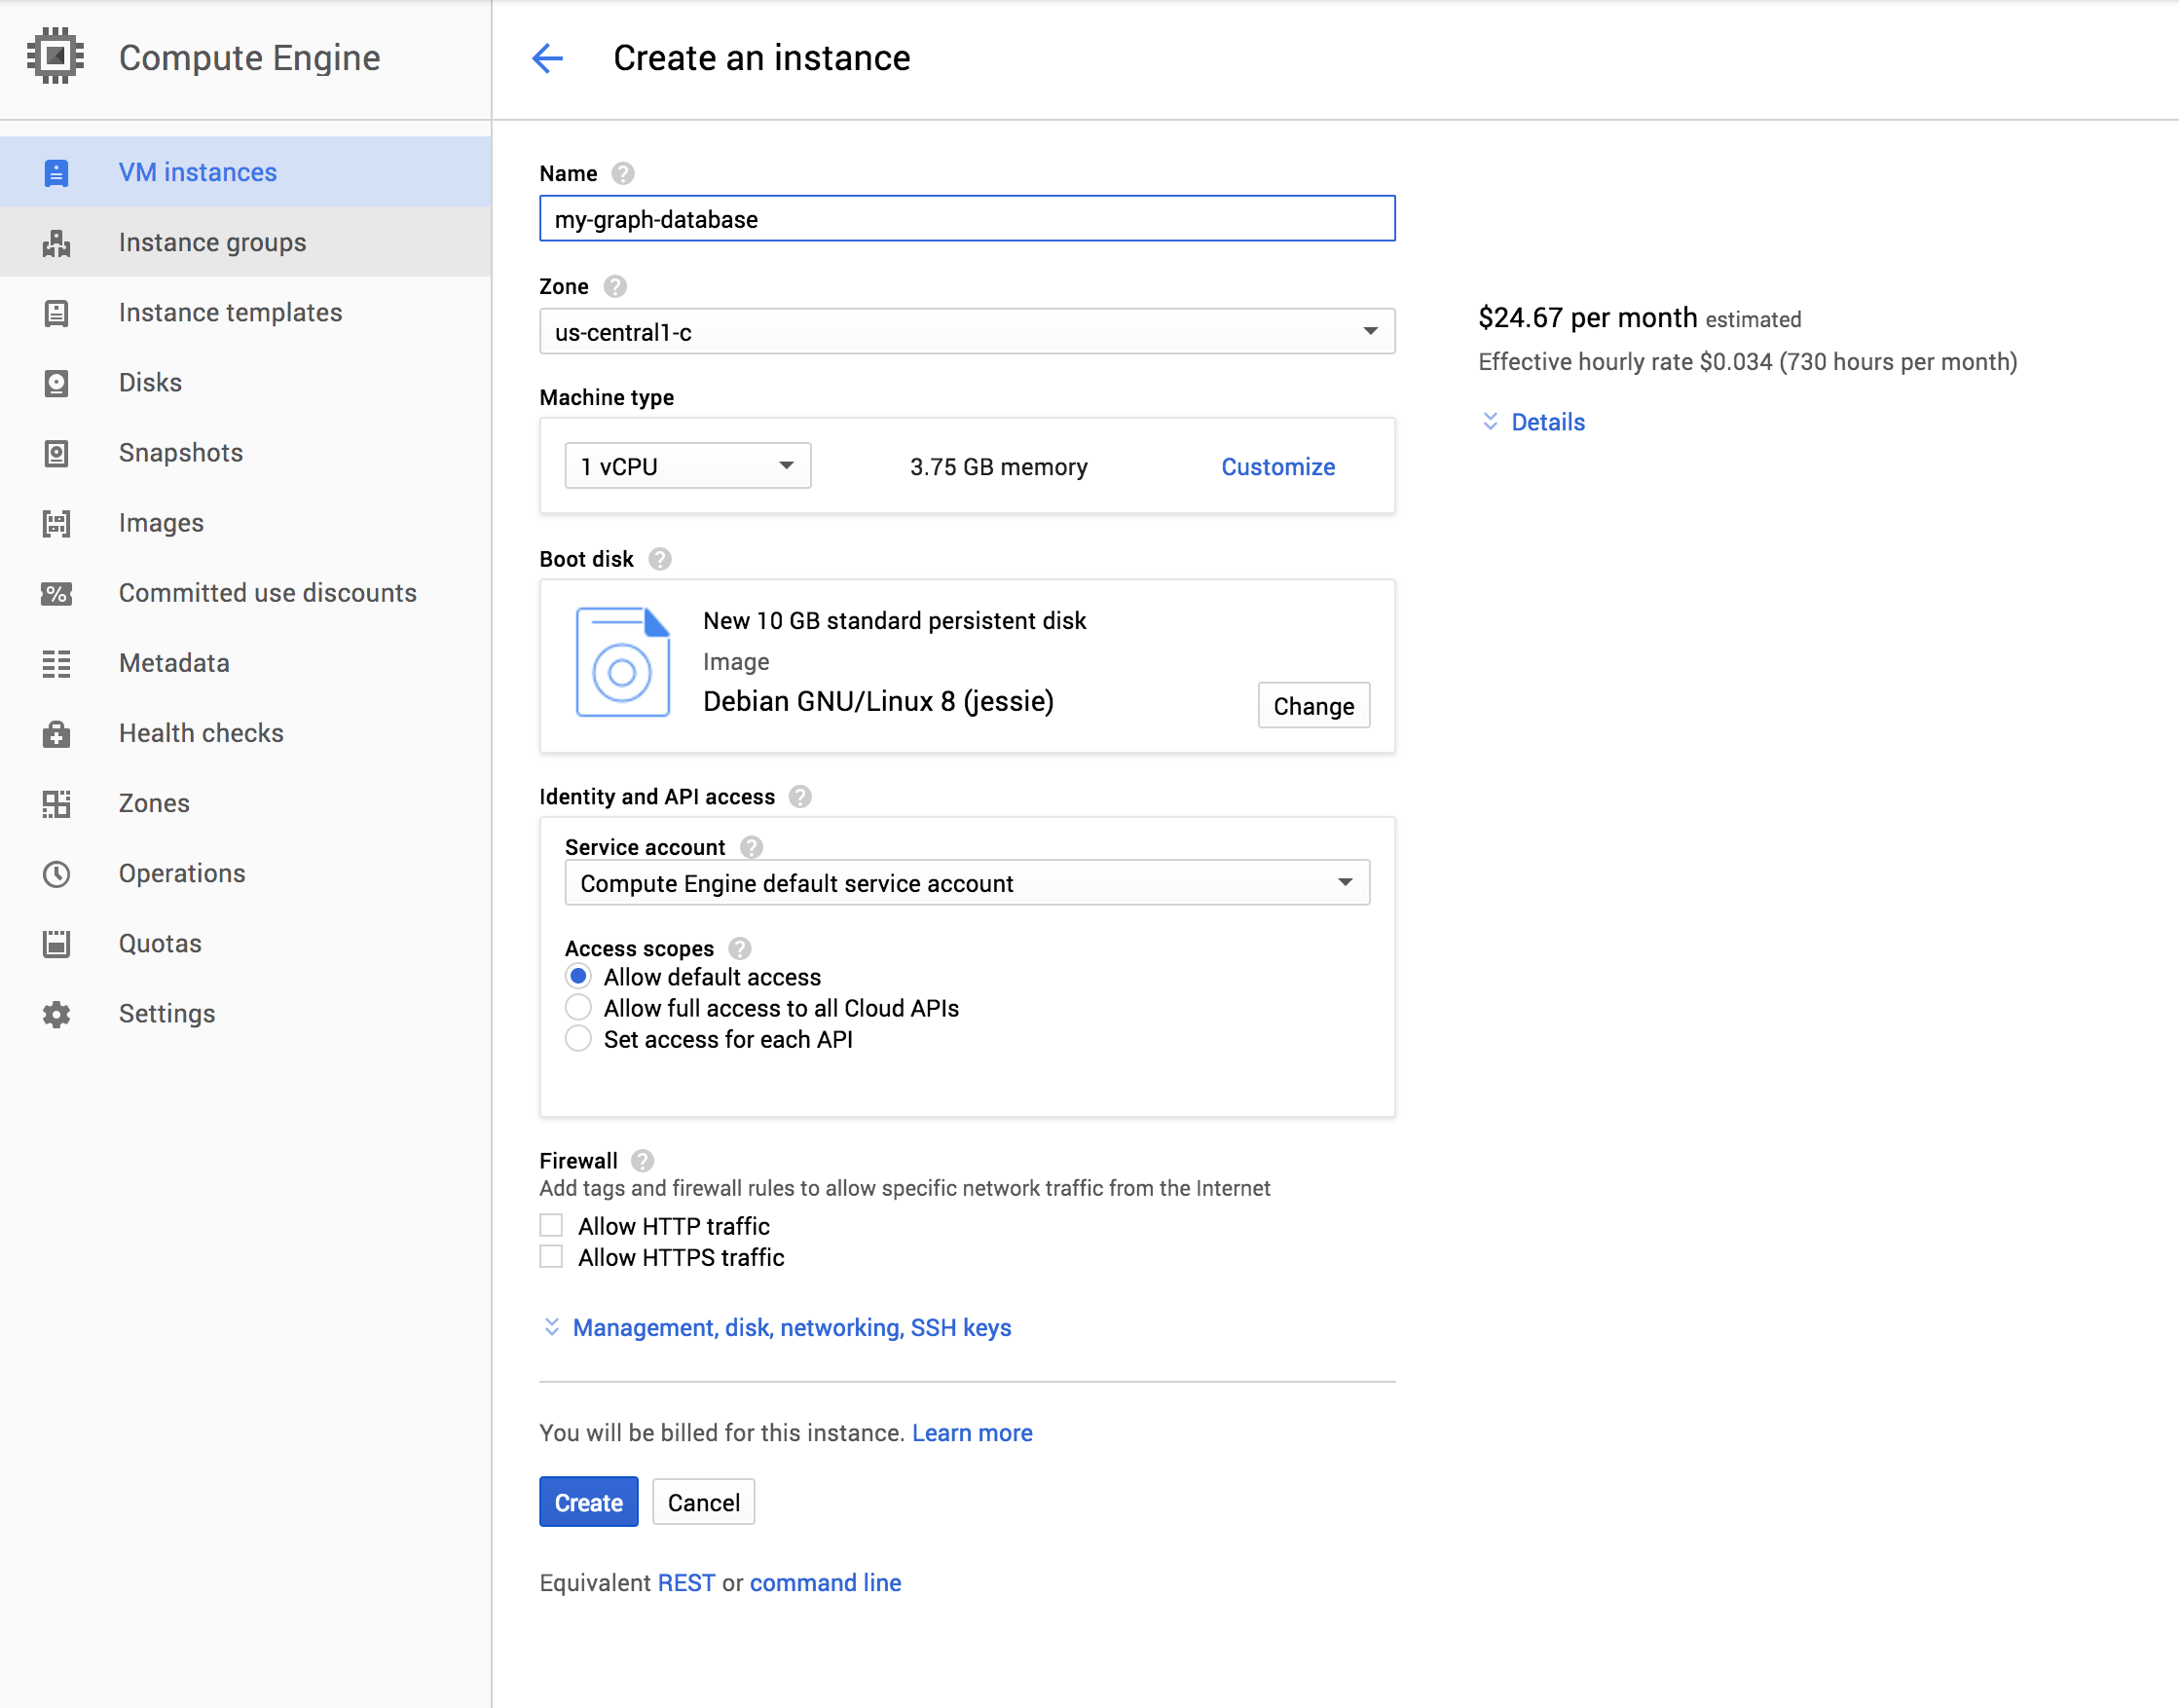 Compute Engine
VM instances
Instance groups
Instance templates
Disks
Snapshots
Images
% Committed use discounts
Metadata
Health checks
Zones
Operations
Quotas
Settings
Create an instance
Name ?
my-graph-database
Zone ?
us-central1-c
Machine type
1 vCPU 3.75 GB memory Customize
Boot disk ?
New 10 GB standard persistent disk
Image
Debian GNU/Linux 8 (jessie)
Change
Identity and API access ?
Service account ?
Compute Engine default service account
Access scopes ?
Allow default access
Allow full access to all Cloud APIs
Set access for each API
Firewall ?
Add tags and firewall rules to allow specific network traffic from the Internet
Allow HTTP traffic
Allow HTTPS traffic
Management, disk, networking, SSH keys
You will be billed for this instance. Learn more
Create Cancel
Equivalent REST or command line
$24.67 per month estimated
Effective hourly rate $0.034 (730 hours per month)
Details